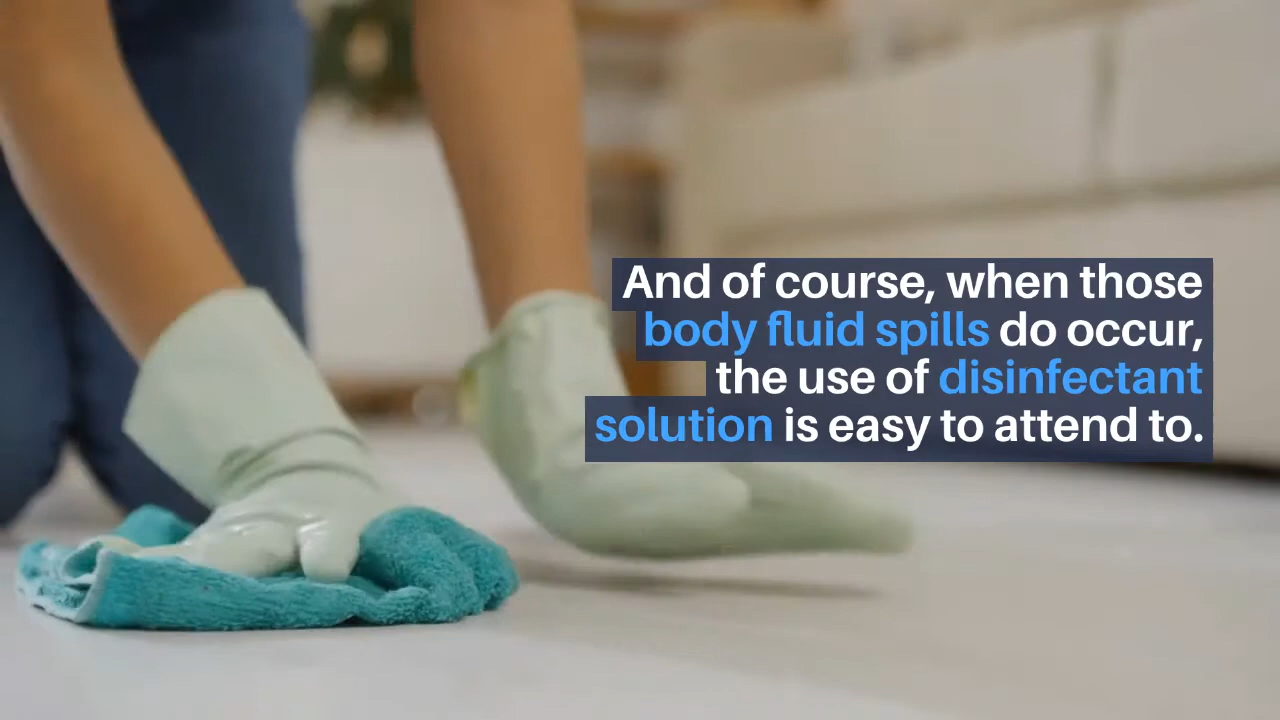 And of course, when those
body fluid spills do occur,
the use of disinfectant
solution is easy to attend to.